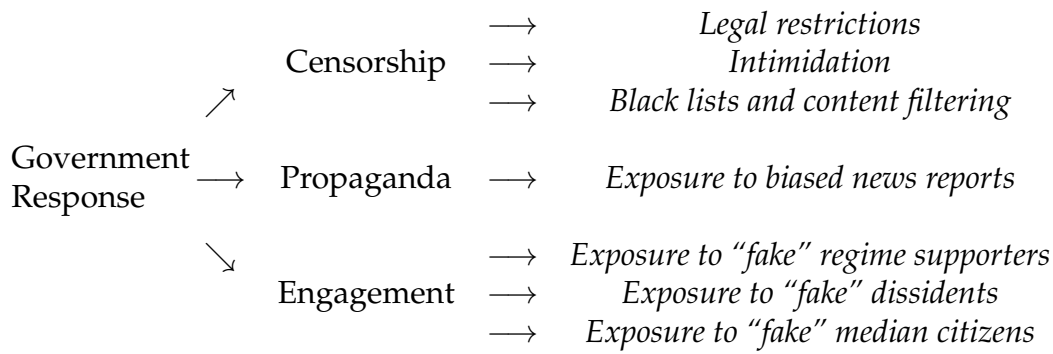 Government
Response
Censorship
Legal restrictions
Intimidation
Black lists and content filtering
Propaganda
Exposure to biased news reports
Engagement
Exposure to “fake” regime supporters
Exposure to “fake” dissidents
Exposure to “fake” median citizens